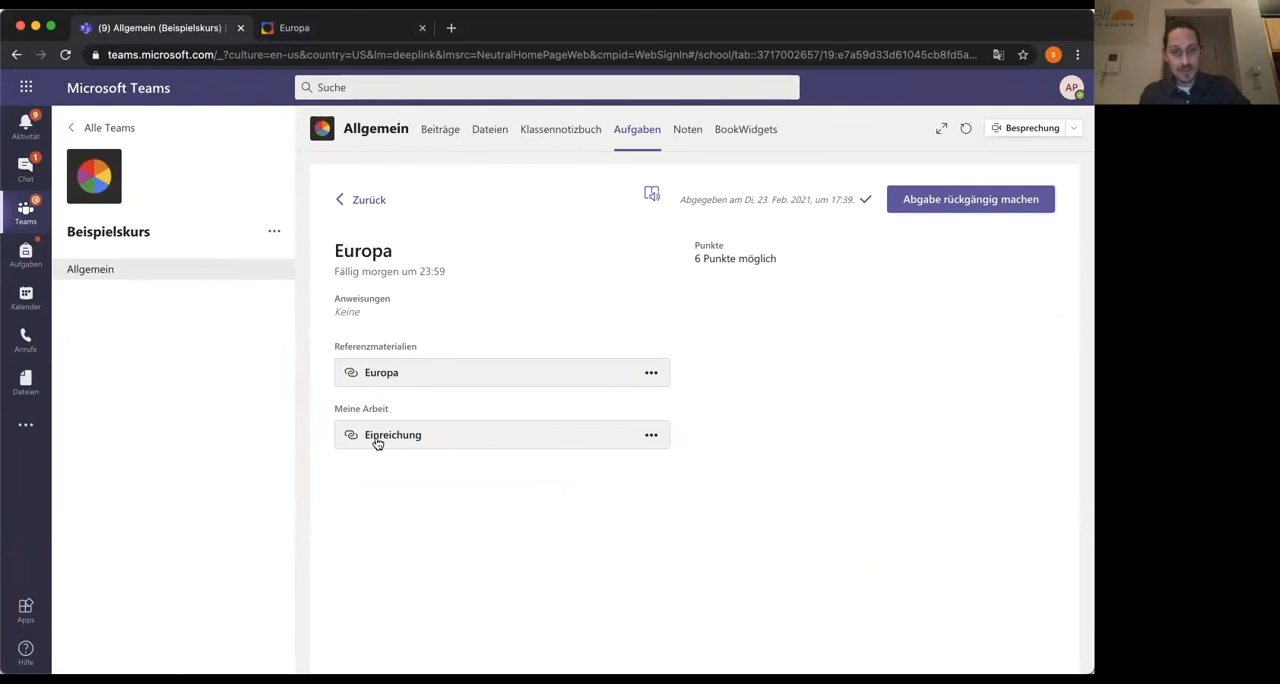 (9) Allgemein (Beispielskurs) |
Europa
teams.microsoft.com/_?culture=en-us&country=US&lm=deeplink&lmsrc=NeutralHomePageWeb&cmpid=WebSignIn#/school/tab::3717002657/19:e7a59d33d61045cb8fd5a...
S
Microsoft Teams
Suche
AP
9
Aktivität
1
Chat
@
Teams
Aufgaben
Kalender
Anrufe
Dateien
Apps
Hilfe
Alle Teams
Beispielskurs
Allgemein
Allgemein
Beiträge
Dateien
Klassennotizbuch
Aufgaben
Noten
BookWidgets
Besprechung
Zurück
Abgegeben am Di, 23. Feb. 2021, um 17:39.
Abgabe rückgängig machen
Europa
Fällig morgen um 23:59
Punkte
6 Punkte möglich
Anweisungen
Keine
Referenzmaterialien
Europa
Meine Arbeit
Einreichung